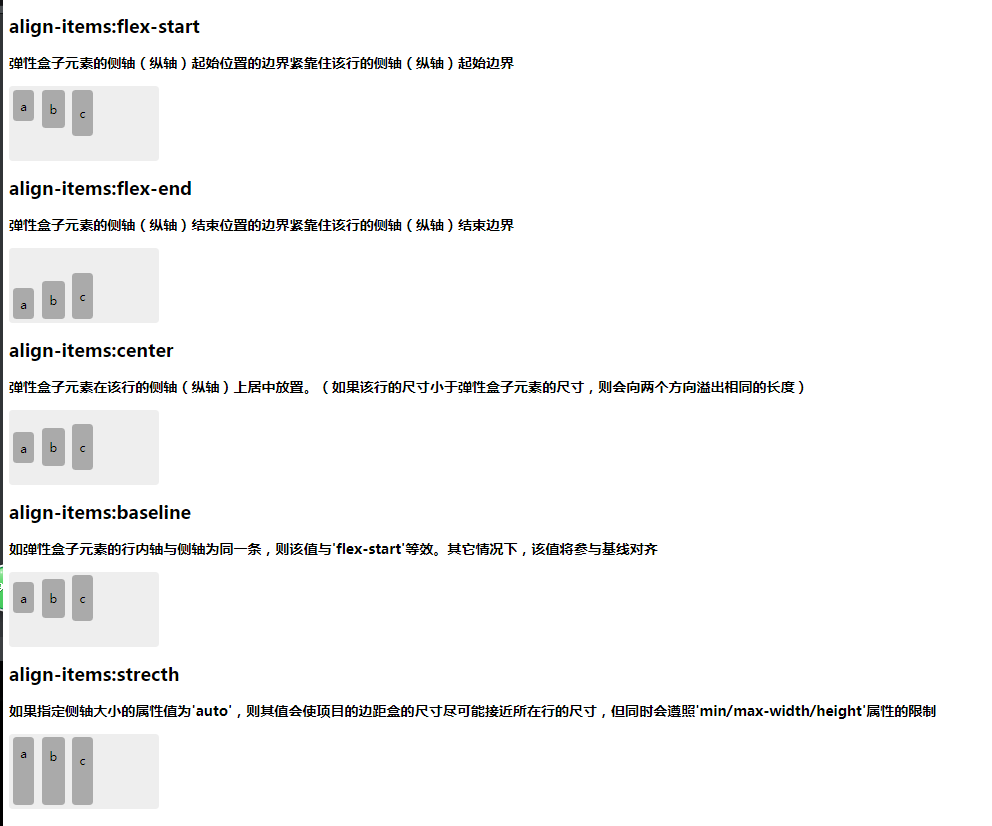 align-items:flex-start
弹性盒子元素的侧轴（纵轴）起始位置的边界紧靠住该行的侧轴（纵轴）起始边界
a b c
align-items:flex-end
弹性盒子元素的侧轴（纵轴）结束位置的边界紧靠住该行的侧轴（纵轴）结束边界
a b c
align-items:center
弹性盒子元素在该行的侧轴（纵轴）上居中放置。（如果该行的尺寸小于弹性盒子元素的尺寸，则会向两个方向溢出相同的长度）
a b c
align-items:baseline
如弹性盒子元素的行内轴与侧轴为同一条，则该值与'flex-start'等效。其它情况下，该值将参与基线对齐
a b c
align-items:strecth
如果指定侧轴大小的属性值为'auto'，则其值会使项目的边距盒的尺寸尽可能接近所在行的尺寸，但同时会遵照'min/max-width/height'属性的限制
a b c